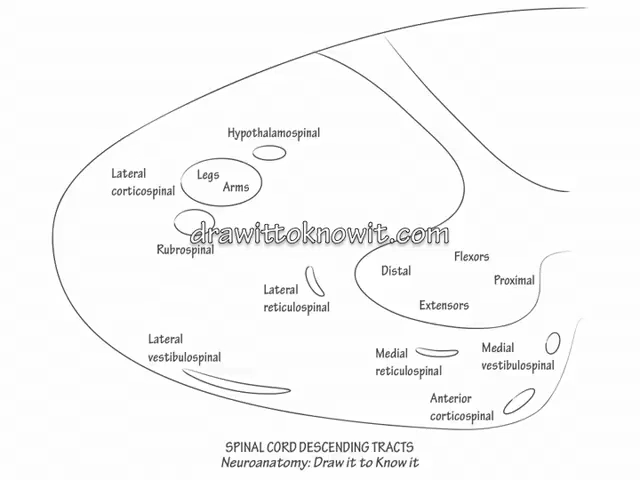 Hypothalamospinal
Lateral
corticospinal
Legs
Arms
drawittoknowit.com
Rubrospinal
Flexors
Distal
Proximal
Extensors
Lateral
reticulospinal
Lateral
vestibulospinal
Medial
reticulospinal
Medial
vestibulospinal
Anterior
corticospinal
SPINAL CORD DESCENDING TRACTS
Neuroanatomy: Draw it to Know it